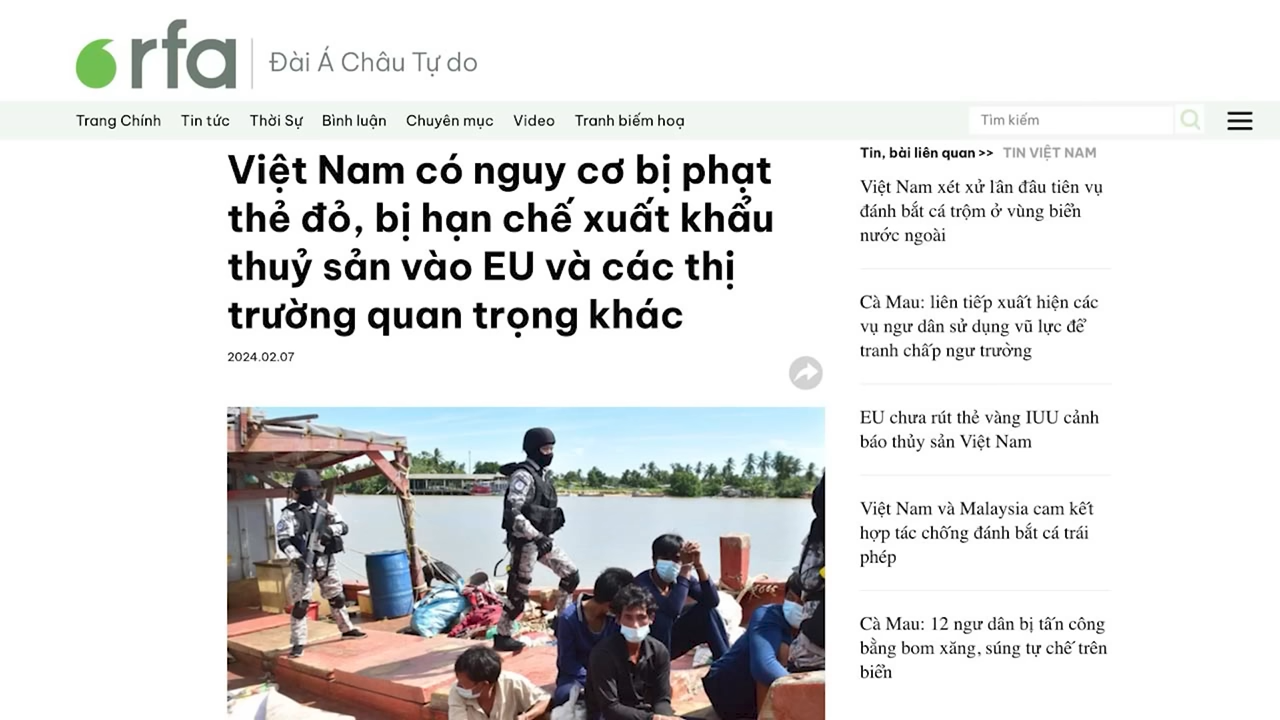 rfa
Đài Á Châu Tự do
Trang Chính Tin tức Thời Sự Bình luận Chuyên mục Video Tranh biếm hoạ
Tìm kiếm
Việt Nam có nguy cơ bị phạt
thẻ đỏ, bị hạn chế xuất khẩu
thuỷ sản vào EU và các thị
trường quan trọng khác
2024.02.07
Tin, bài liên quan >> TIN VIỆT NAM
Việt Nam xét xử lần đầu tiên vụ
đánh bắt cá trộm ở vùng biển
nước ngoài
Cà Mau: liên tiếp xuất hiện các
vụ ngư dân sử dụng vũ lực để
tranh chấp ngư trường
EU chưa rút thẻ vàng IUU cảnh
báo thủy sản Việt Nam
Việt Nam và Malaysia cam kết
hợp tác chống đánh bắt cá trái
phép
Cà Mau: 12 ngư dân bị tấn công
bằng bom xăng, súng tự chế trên
biển